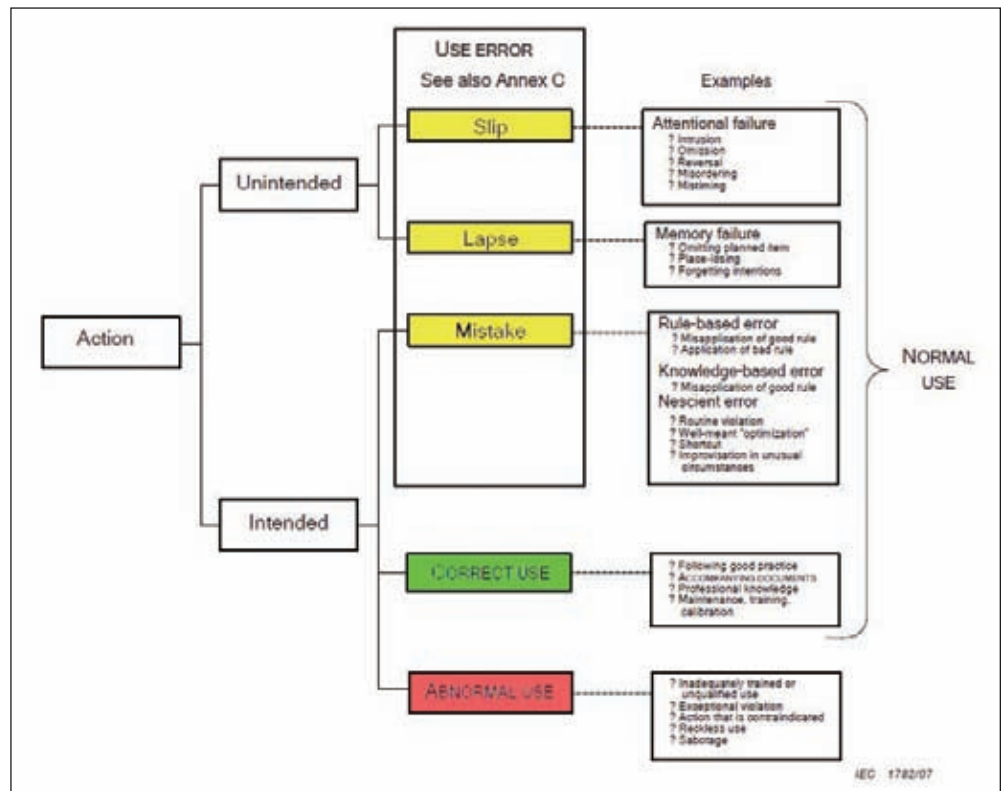 USE ERROR
See also Annex C
Examples
Slip
Attentional failure
? Intrusion
? Omission
? Reversal
? Misordering
? Mistiming
Unintended
Lapse
Memory failure
? Omitting planned item
? Place-losing
? Forgetting intentions
Action
Mistake
Rule-based error
? Misapplication of good rule
? Application of bad rule
Knowledge-based error
? Misapplication of good rule
Nescient error
? Routine violation
? Well-meant "optimization"
? Shortcut
? Improvisation in unusual
circumstances
NORMAL
USE
Intended
CORRECT USE
? Following good practice
? ACCOMPANYING DOCUMENTS
? Professional knowledge
? Maintenance, training,
calibration
ABNORMAL USE
? Inadequately trained or
unqualified use
? Exceptional violation
? Action that is contraindicared
? Reckless use
? Sabotage
IEC 1782/07